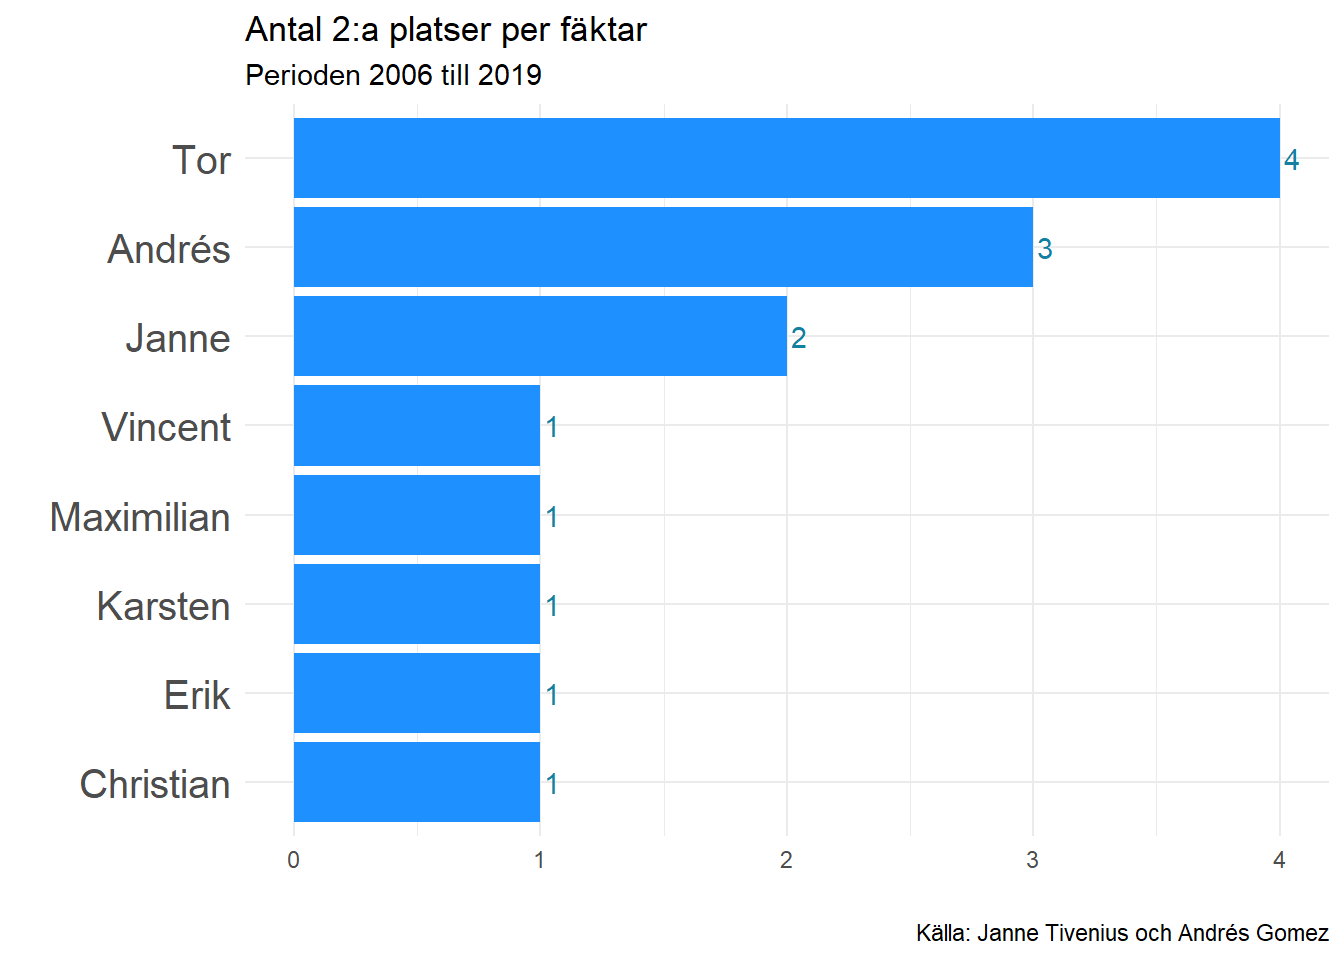 Antal 2:a platser per fäktar
Perioden 2006 till 2019
Tor 4
Andrés 3
Janne 2
Vincent 1
Maximilian 1
Karsten 1
Erik 1
Christian 1
0 1 2 3 4
Källa: Janne Tivenius och Andrés Gomez